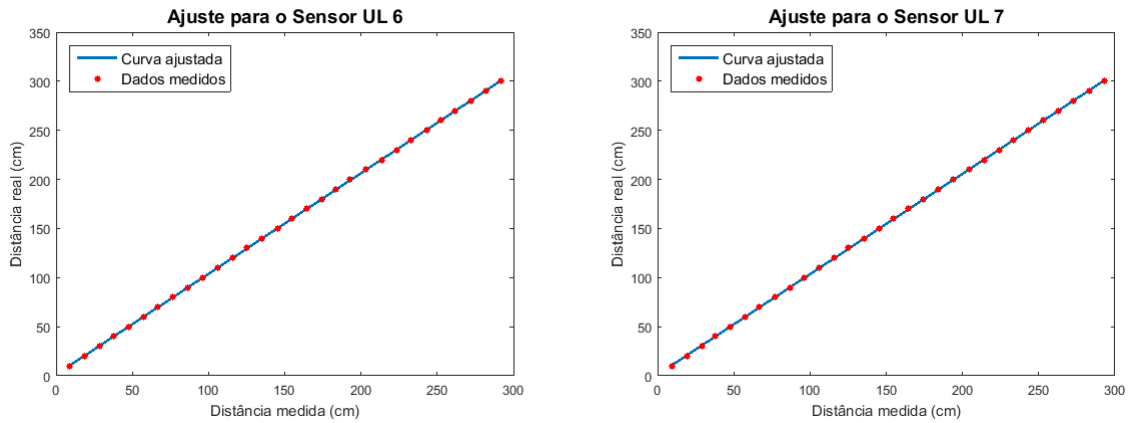 Ajuste para o Sensor UL 6
350
300
250
200
150
100
50
0
Distância real (cm)
Curva ajustada
Dados medidos
0 50 100 150 200 250 300
Distância medida (cm)
Ajuste para o Sensor UL 7
350
300
250
200
150
100
50
0
Distância real (cm)
Curva ajustada
Dados medidos
0 50 100 150 200 250 300
Distância medida (cm)